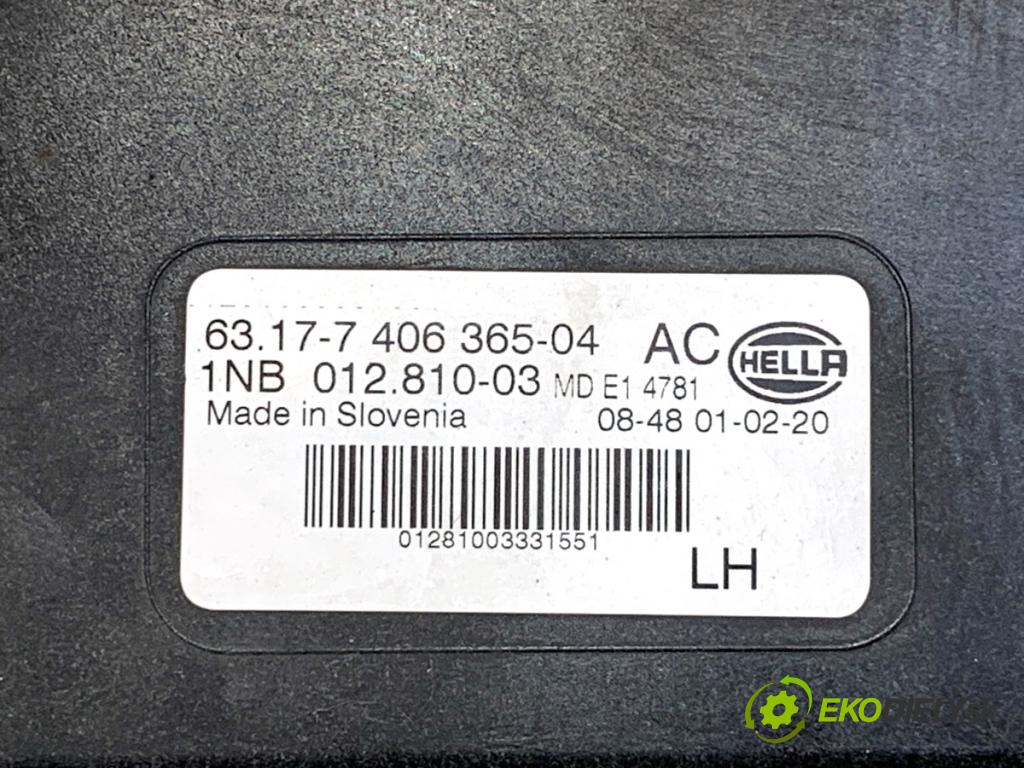 63.17-7 406 365-04 AC HELLA
1NB 012.810-03 MD E1 4781
Made in Slovenia 08-48 01-02-20
01281003331551
LH